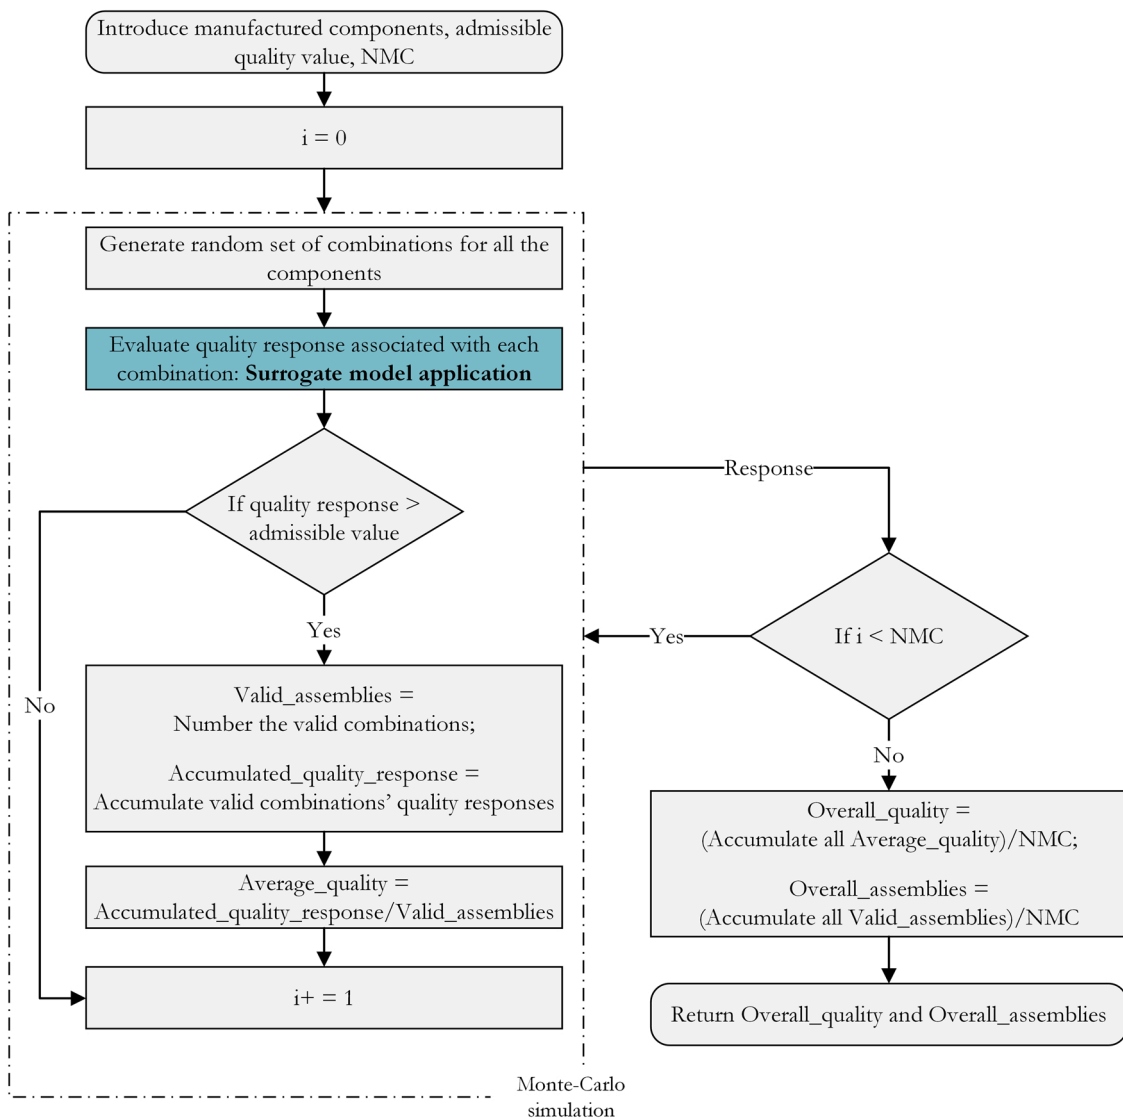 Introduce manufactured components, admissible
quality value, NMC
i = 0
Generate random set of combinations for all the
components
Evaluate quality response associated with each
combination: Surrogate model application
If quality response >
admissible value
Yes
No
Valid_assemblies =
Number the valid combinations;
Accumulated_quality_response =
Accumulate valid combinations’ quality responses
Average_quality =
Accumulated_quality_response/Valid_assemblies
i+ = 1
Monte-Carlo
simulation
Response
If i < NMC
Yes
No
Overall_quality =
(Accumulate all Average_quality)/NMC;
Overall_assemblies =
(Accumulate all Valid_assemblies)/NMC
Return Overall_quality and Overall_assemblies